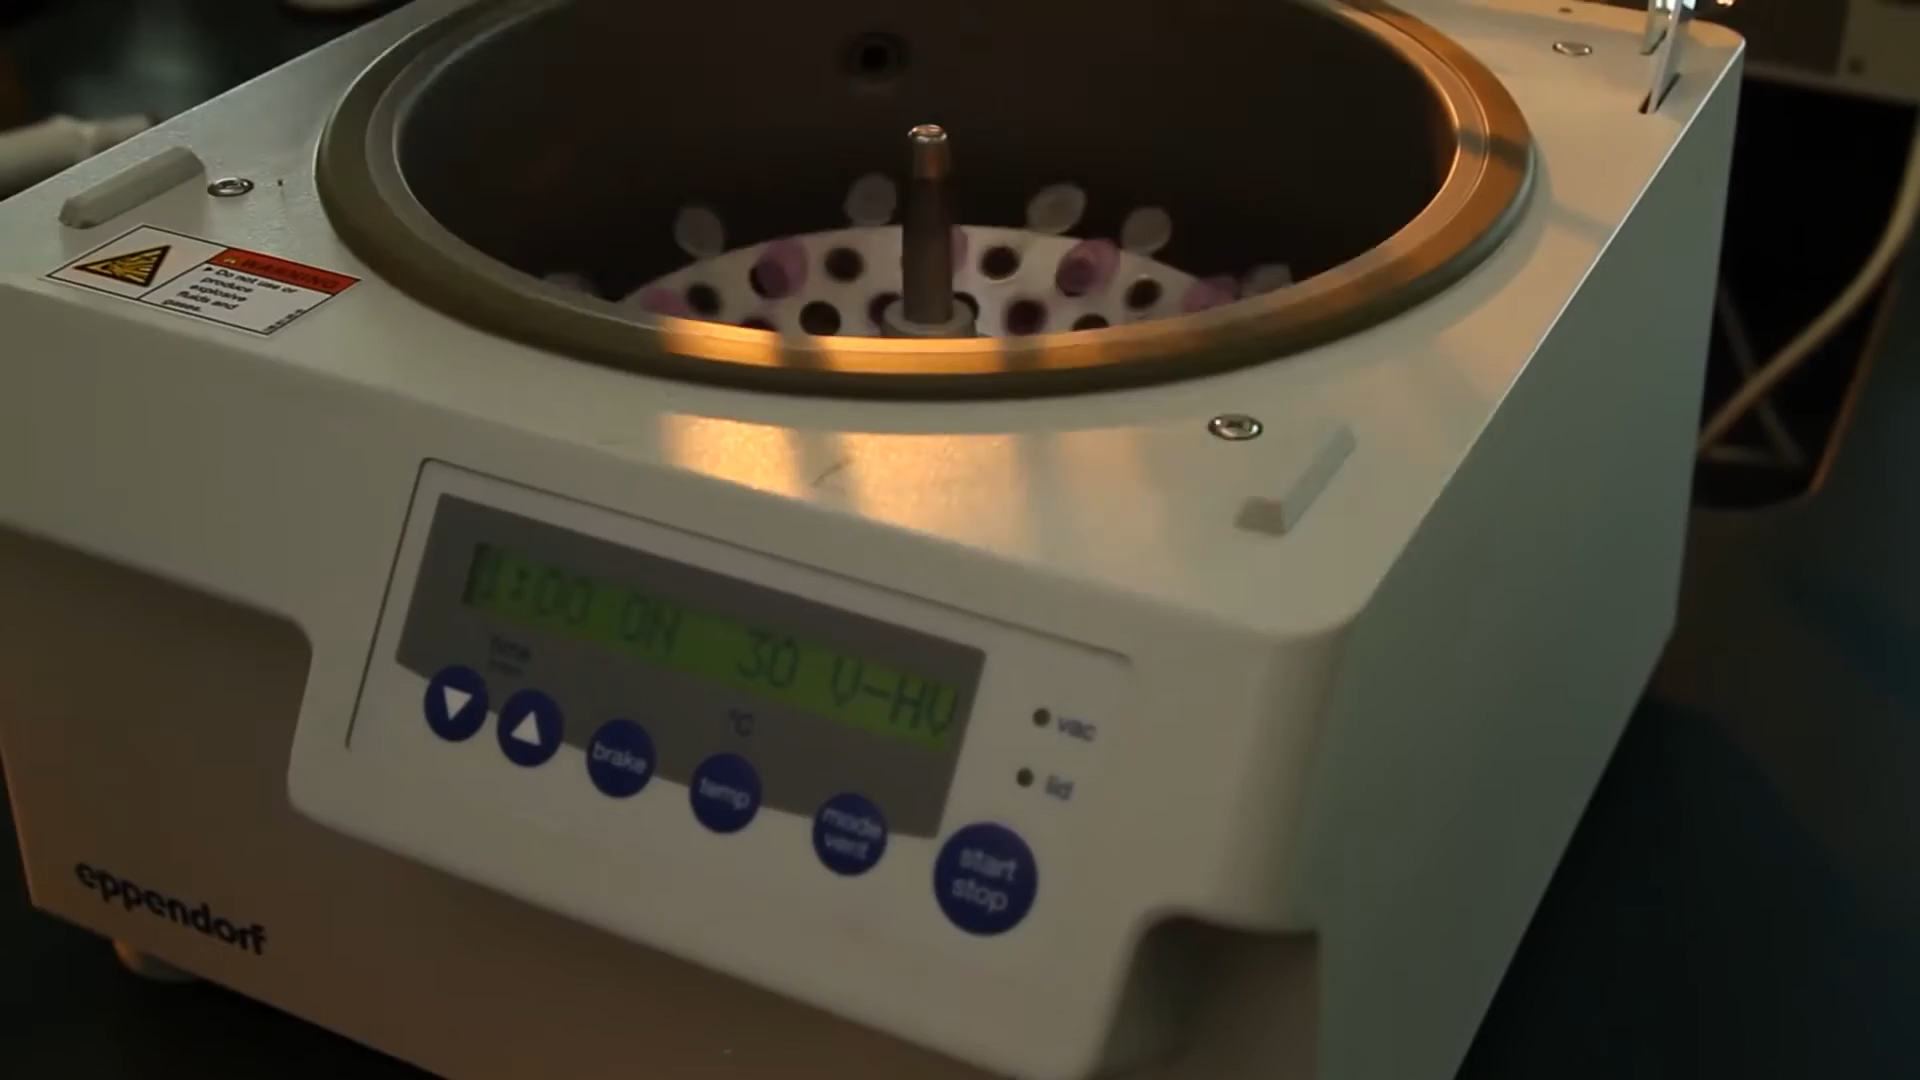 WARNING
Do not use or
produce
explosive
fluids and
gases.
1:00 ON 30 V-HV
time
°C
brake
temp
mode
vent
start
stop
vac
lid
eppendorf